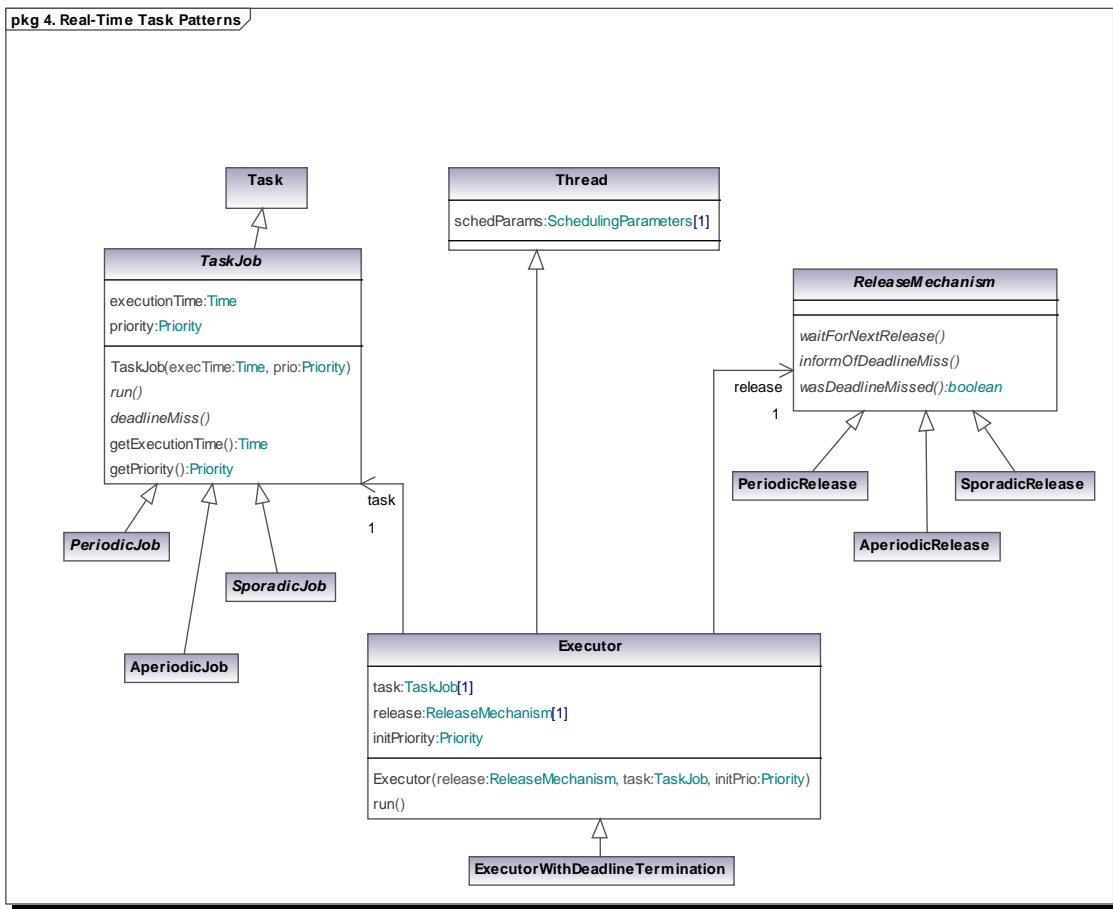 pkg 4. Real-Time Task Patterns
Task
Thread
schedParams:SchedulingParameters[1]
TaskJob
executionTime:Time
priority:Priority
TaskJob(execTime:Time, prio:Priority)
run()
deadlineMiss()
getExecutionTime():Time
getPriority():Priority
ReleaseMechanism
waitForNextRelease()
informOfDeadlineMiss()
wasDeadlineMissed():boolean
release
1
task
1
PeriodicRelease
SporadicRelease
AperiodicRelease
PeriodicJob
SporadicJob
AperiodicJob
Executor
task:TaskJob[1]
release:ReleaseMechanism[1]
initPriority:Priority
Executor(release:ReleaseMechanism, task:TaskJob, initPrio:Priority)
run()
ExecutorWithDeadlineTermination